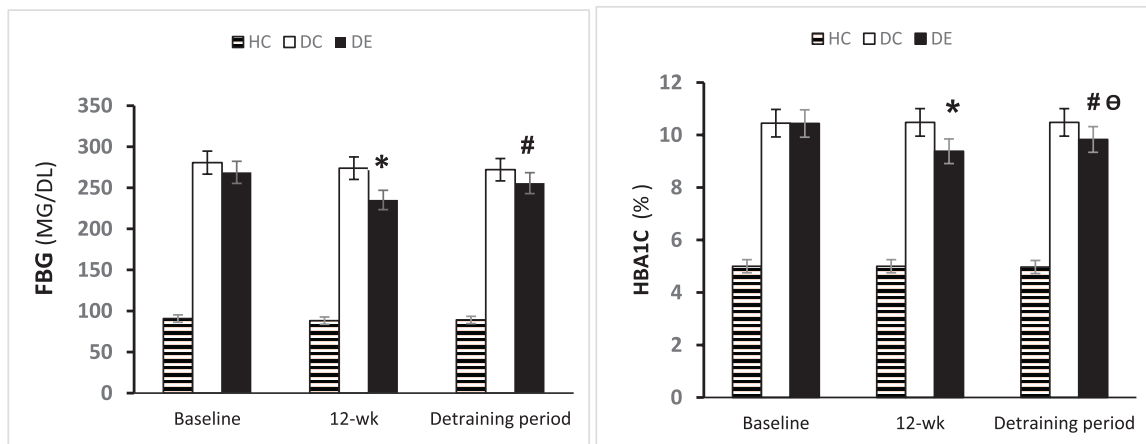 HC DC DE
FBG (MG/DL)
350
300
250
200
150
100
50
0
*
#
Baseline 12-wk Detraining period
HC DC DE
HBA1C (%)
12
10
8
6
4
2
0
*
# ɵ
Baseline 12-wk Detraining period